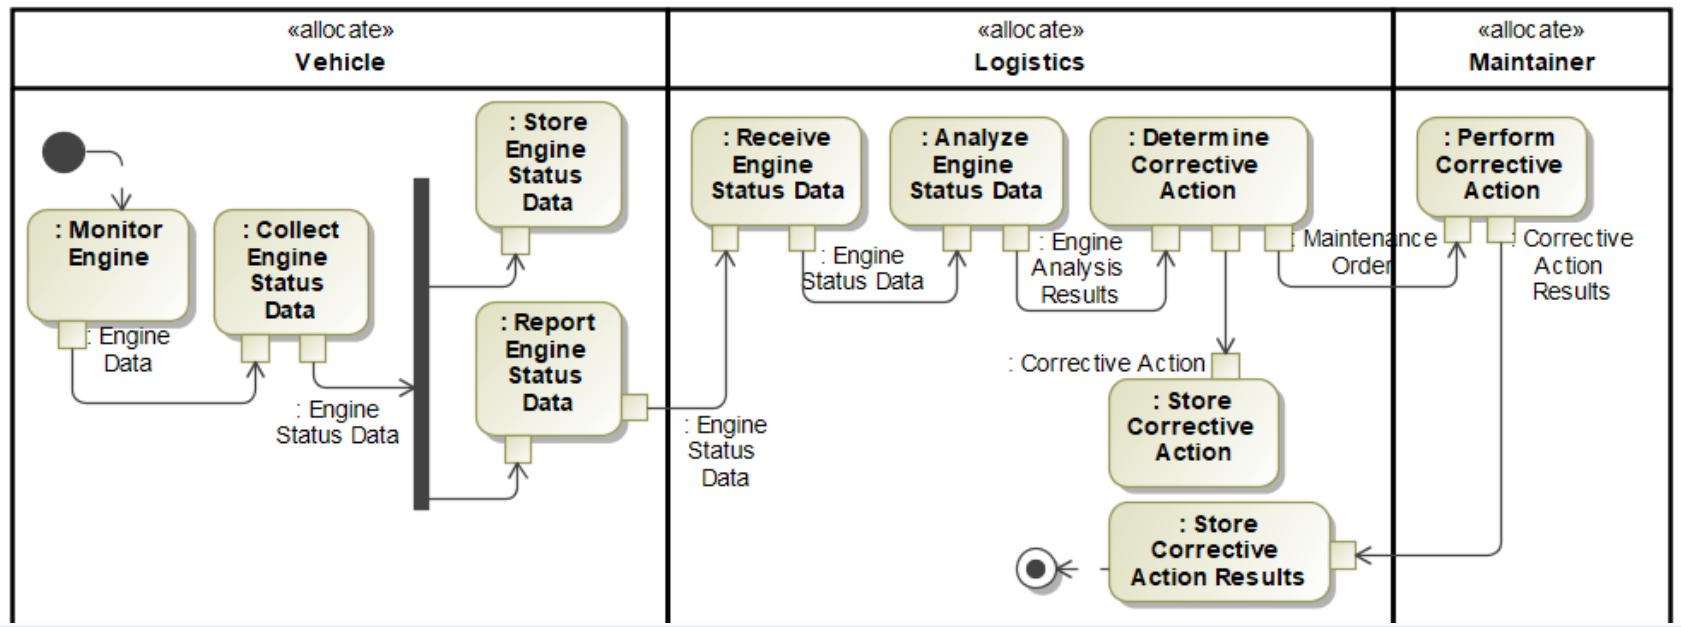 «allocate»
Vehicle
«allocate»
Logistics
«allocate»
Maintainer
: Monitor
Engine
: Engine
Data
: Collect
Engine
Status
Data
: Engine
Status Data
: Store
Engine
Status
Data
: Report
Engine
Status
Data
: Engine
Status
Data
: Receive
Engine
Status Data
: Engine
Status Data
: Analyze
Engine
Status Data
: Engine
Analysis
Results
: Determine
Corrective
Action
: Maintenance
Order
: Corrective Action
: Store
Corrective
Action
: Perform
Corrective
Action
: Corrective
Action
Results
: Store
Corrective
Action Results